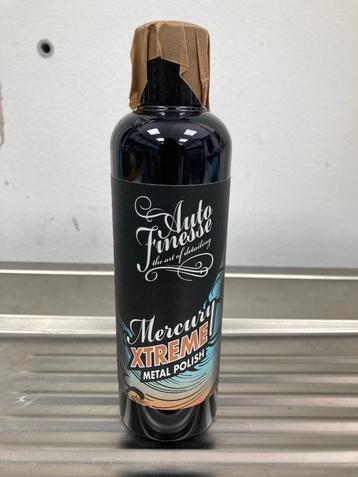 Auto
Finesse
the art of detailing
Mercury
XTREME
METAL POLISH